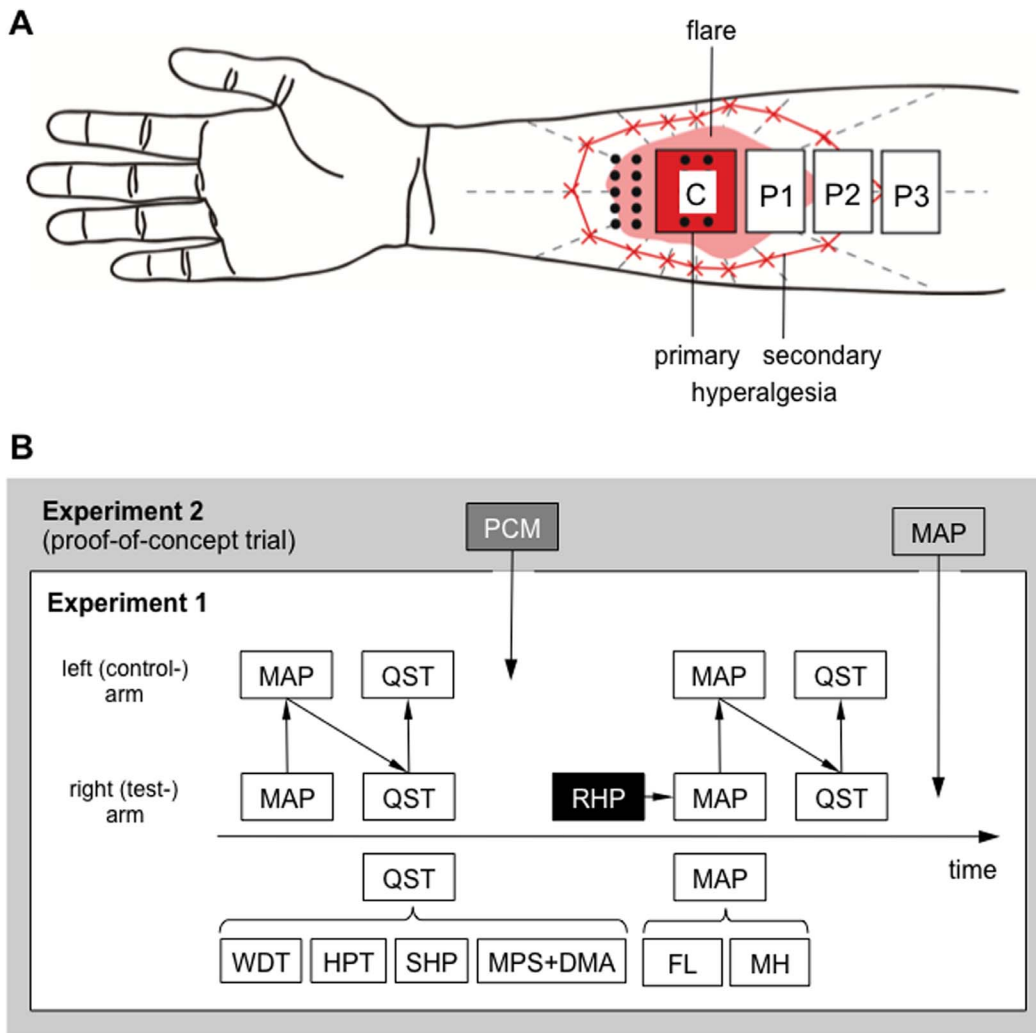 A
flare
C P1 P2 P3
primary secondary
hyperalgesia
B
Experiment 2
(proof-of-concept trial)
PCM
MAP
Experiment 1
left (control-)
arm
MAP QST MAP QST
right (test-)
arm
MAP QST RHP MAP QST
time
QST MAP
WDT HPT SHP MPS+DMA FL MH